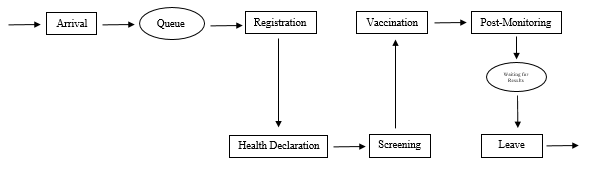 Arrival
Queue
Registration
Health Declaration
Screening
Vaccination
Post-Monitoring
Waiting for
Results
Leave